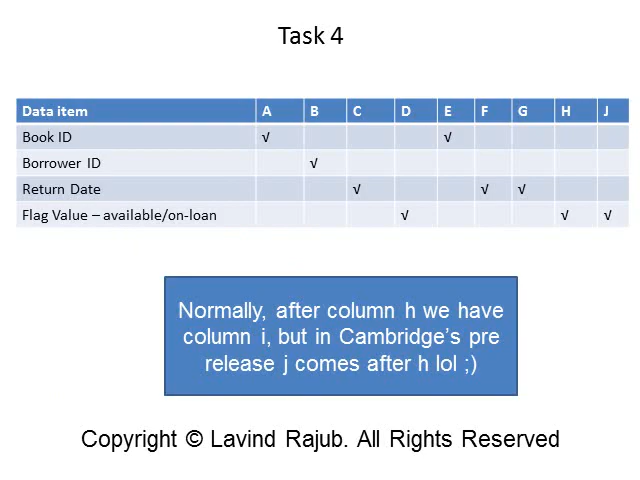 Task 4
Data item A B C D E F G H J
Book ID √ √
Borrower ID √
Return Date √ √ √
Flag Value – available/on-loan √ √ √
Normally, after column h we have
column i, but in Cambridge’s pre
release j comes after h lol ;)
Copyright © Lavind Rajub. All Rights Reserved